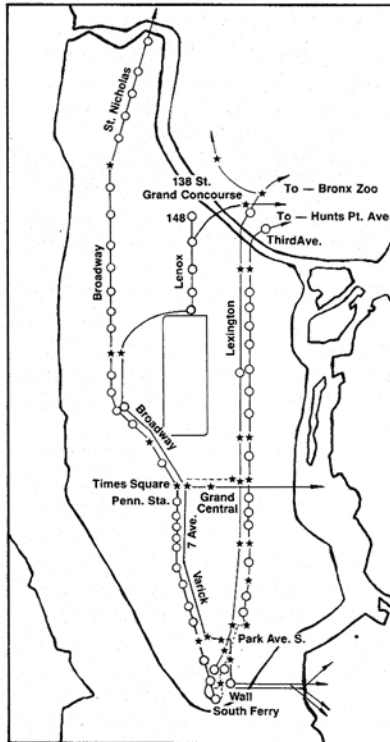 St. Nicholas
138 St.
Grand Concourse
To — Bronx Zoo
148
To — Hunts Pt. Ave
ThirdAve.
Broadway
Lenox
Lexington
Broadway
Times Square
Penn. Sta.
Grand
Central
7 Ave.
Varick
Park Ave. S.
Wall
South Ferry